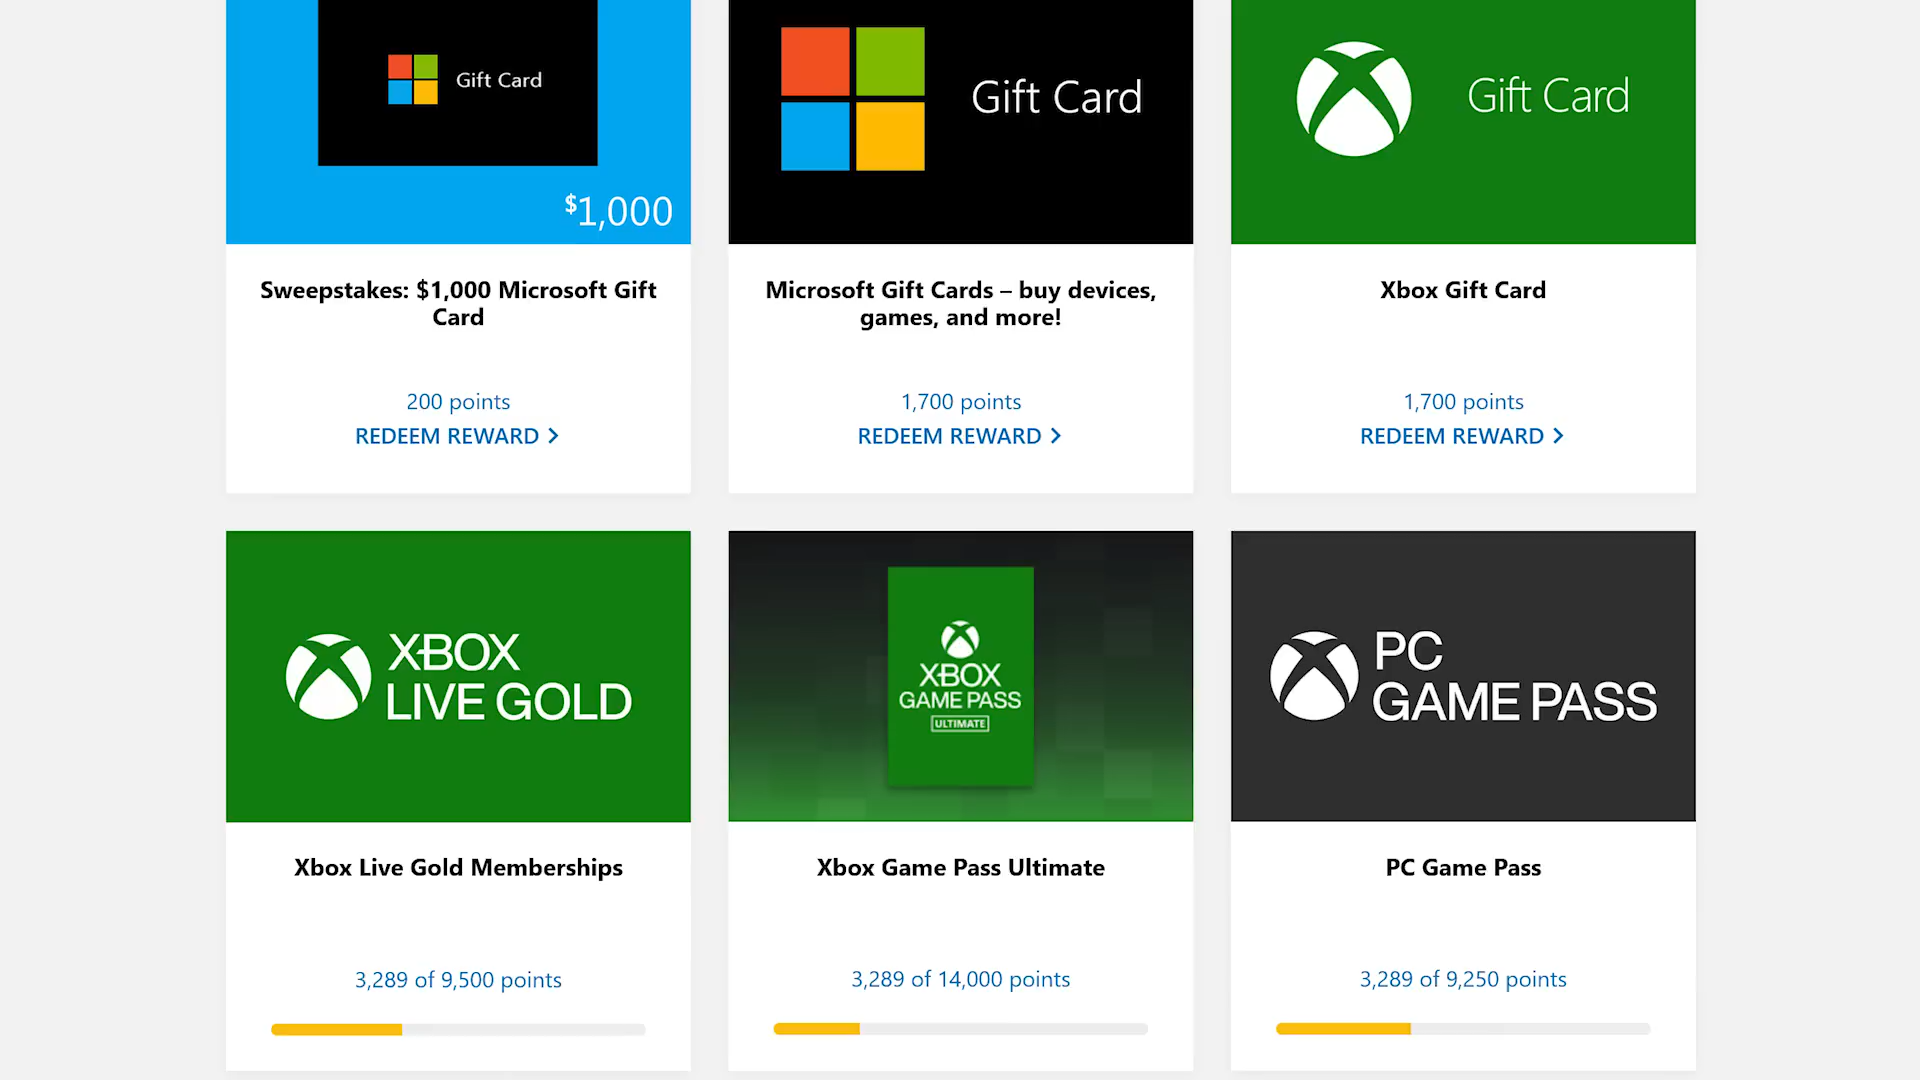 Gift Card
$1,000
Sweepstakes: $1,000 Microsoft Gift
Card
200 points
REDEEM REWARD
Gift Card
Microsoft Gift Cards – buy devices,
games, and more!
1,700 points
REDEEM REWARD
Gift Card
Xbox Gift Card
1,700 points
REDEEM REWARD
XBOX
LIVE GOLD
Xbox Live Gold Memberships
3,289 of 9,500 points
XBOX
GAME PASS
ULTIMATE
Xbox Game Pass Ultimate
3,289 of 14,000 points
PC
GAME PASS
PC Game Pass
3,289 of 9,250 points